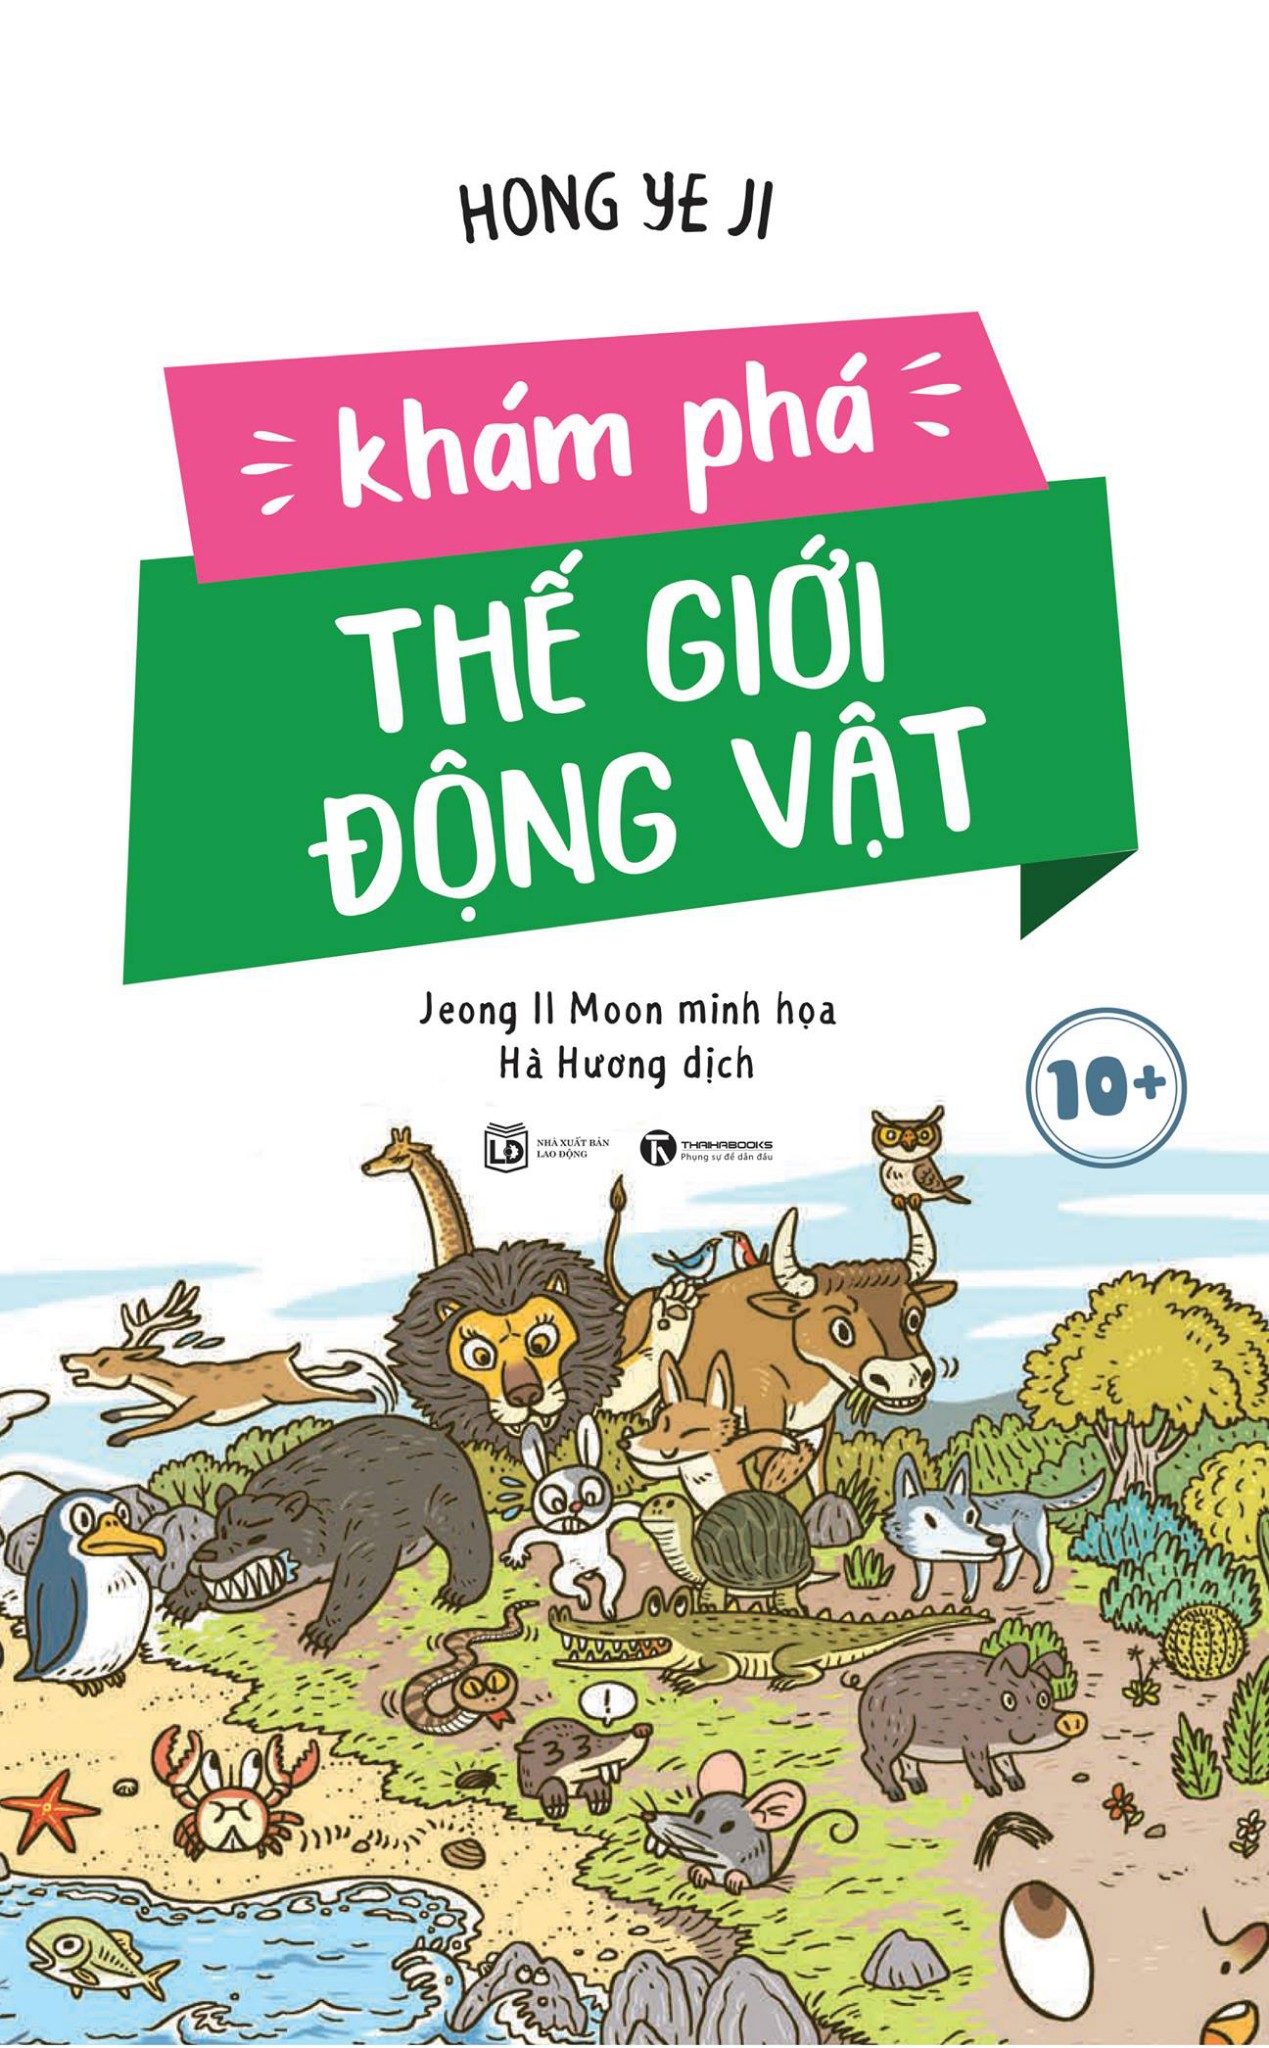 HONG YE JI
khám phá
THẾ GIỚI
ĐỘNG VẬT
Jeong Il Moon minh họa
Hà Hương dịch
10+
LĐ
NHÀ XUẤT BẢN
LAO ĐỘNG
THAIHABOOKS
Phụng sự để dẫn đầu
!